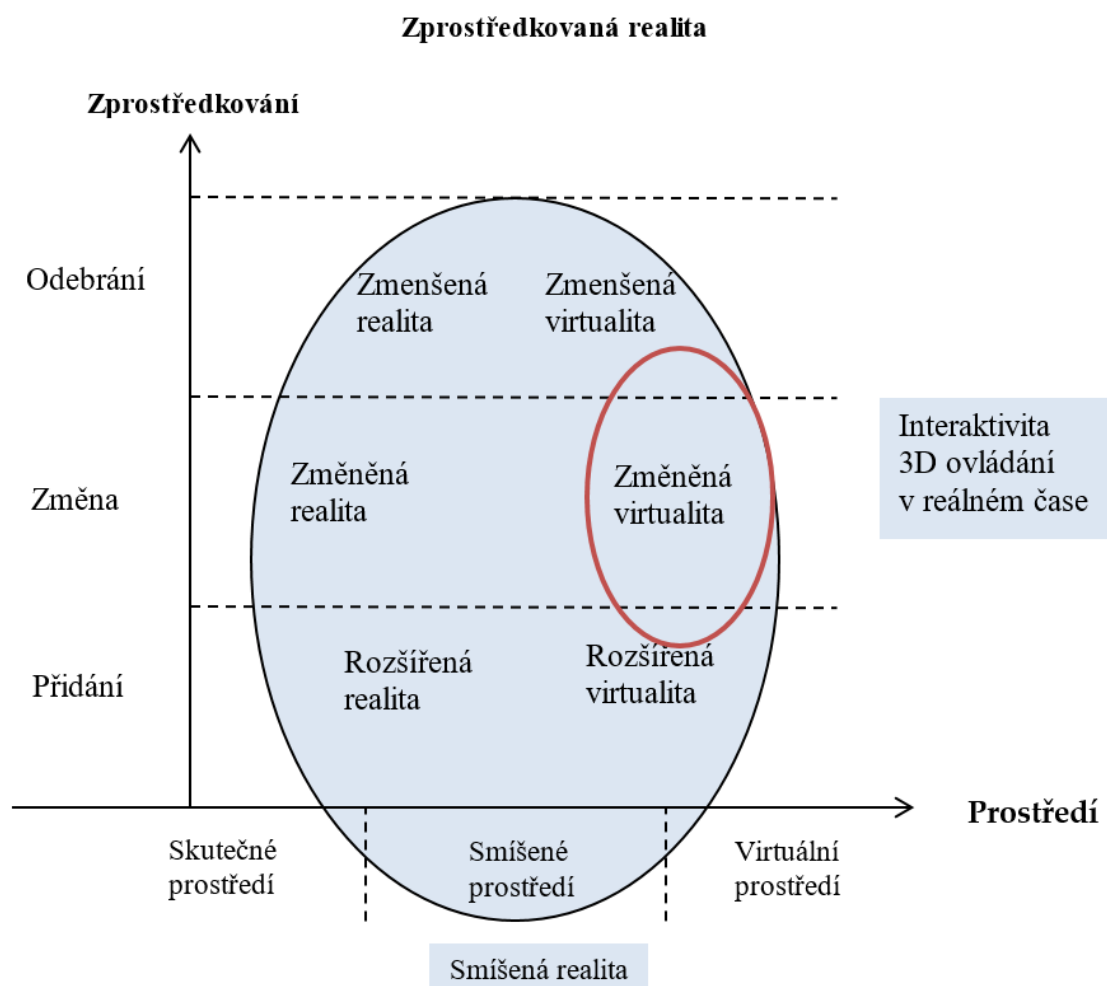 Zprostředkovaná realita
Zprostředkování
Odebrání
Zmenšená
realita
Zmenšená
virtualita
Změna
Změněná
realita
Změněná
virtualita
Interaktivita
3D ovládání
v reálném čase
Přidání
Rozšířená
realita
Rozšířená
virtualita
Prostředí
Skutečné
prostředí
Smíšené
prostředí
Virtuální
prostředí
Smíšená realita